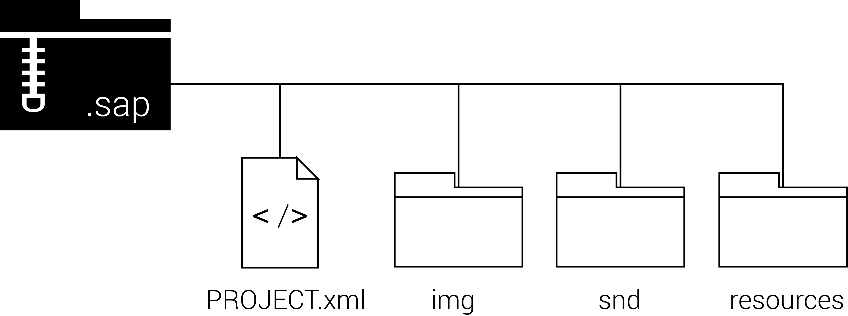 .sap
< />
PROJECT.xml
img
snd
resources